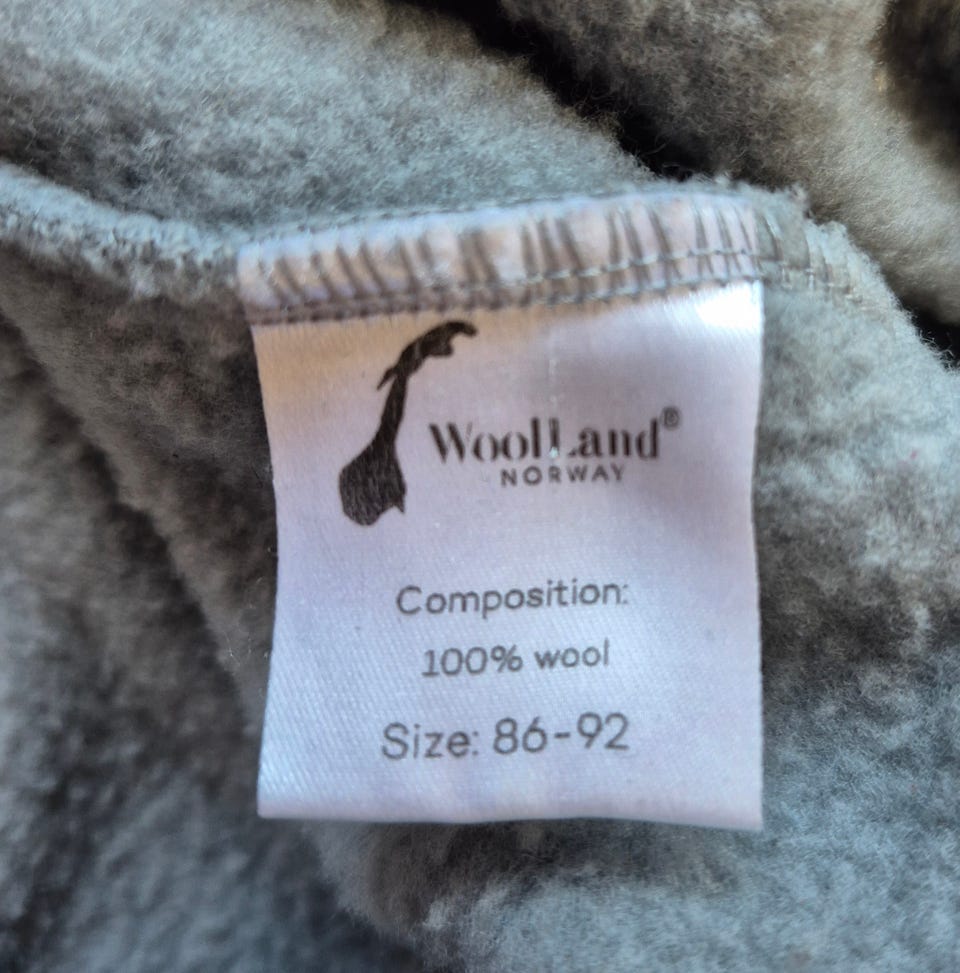 WoolLand®
NORWAY
Composition:
100% wool
Size: 86-92